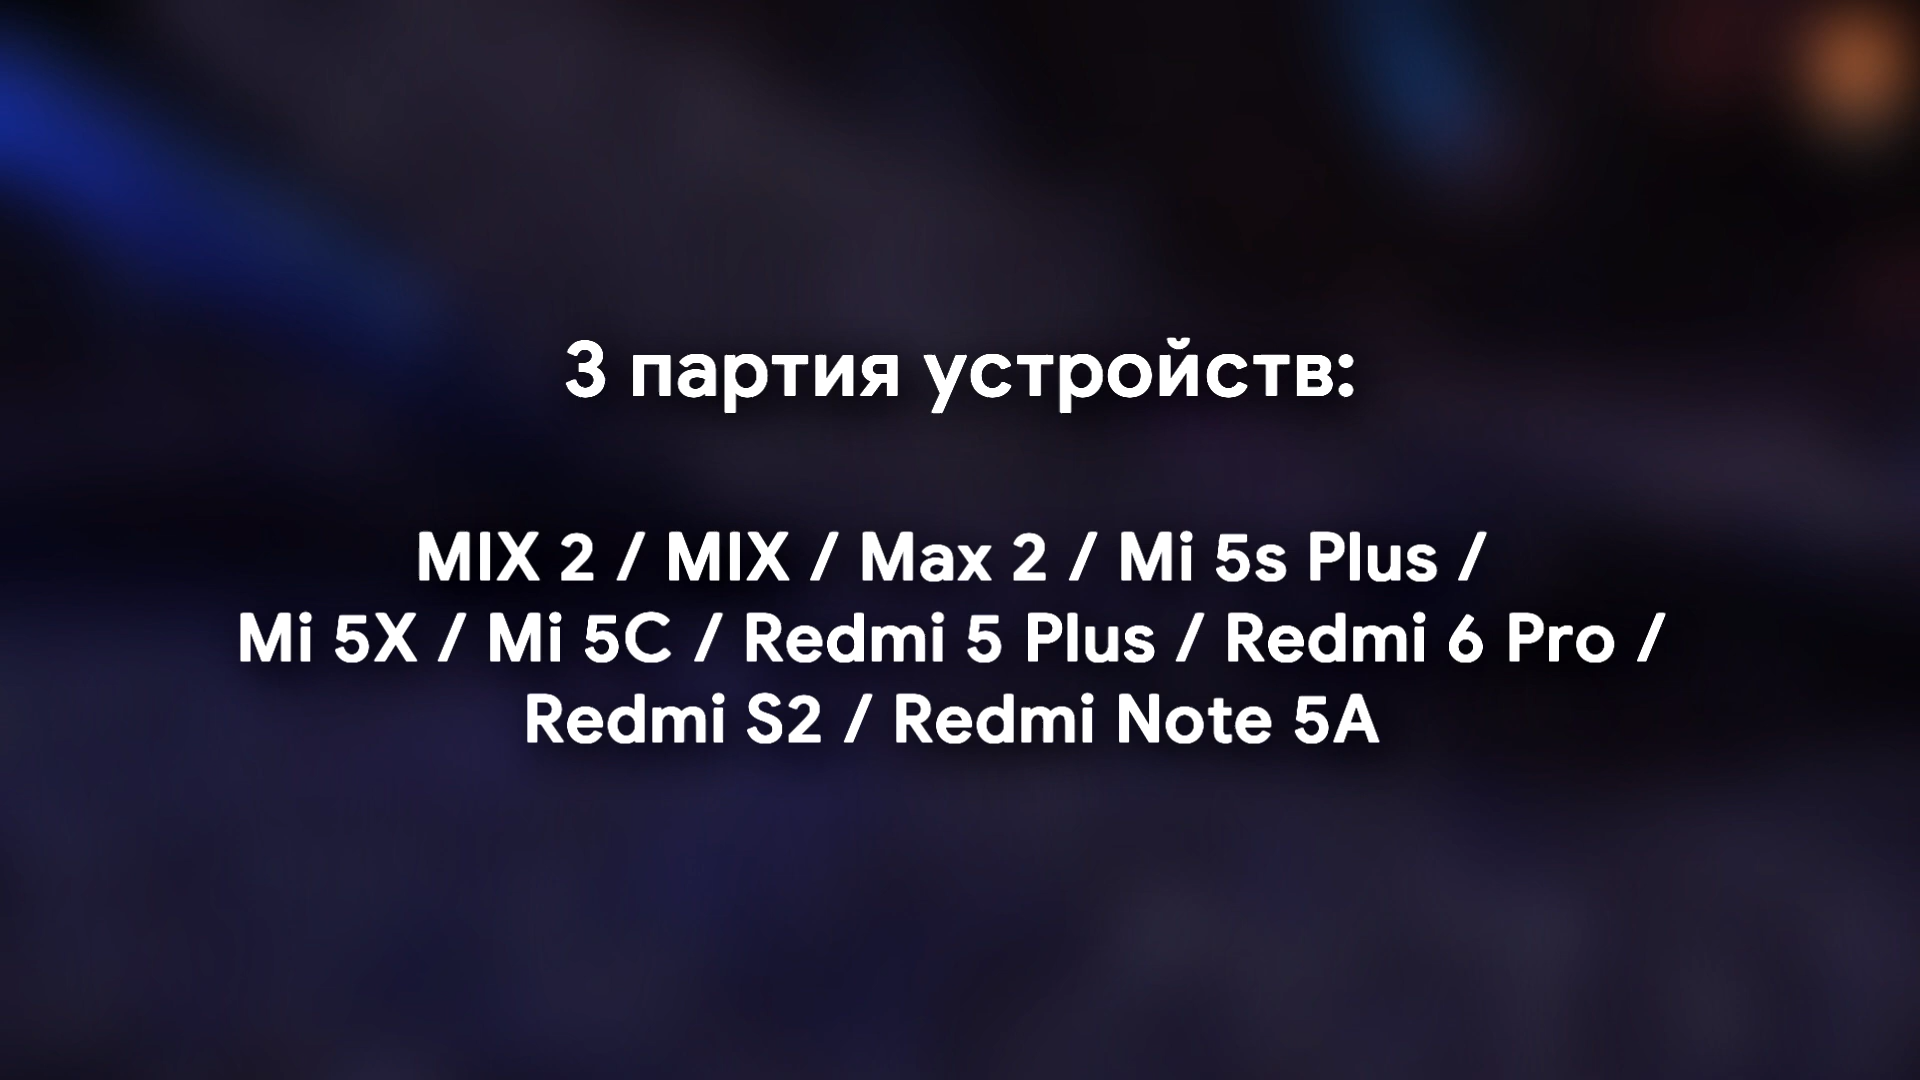 3 партия устройств:
MIX 2 / MIX / Max 2 / Mi 5s Plus /
Mi 5X / Mi 5C / Redmi 5 Plus / Redmi 6 Pro /
Redmi S2 / Redmi Note 5A